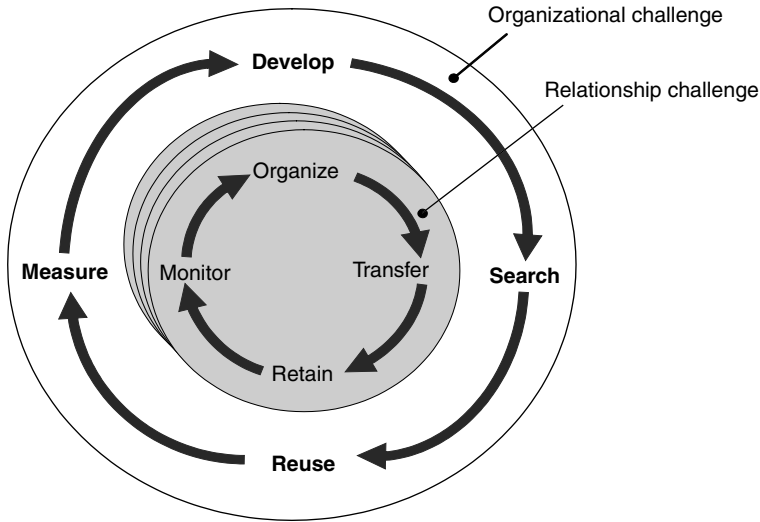 Organizational challenge
Develop
Relationship challenge
Organize
Measure
Monitor
Transfer
Search
Retain
Reuse